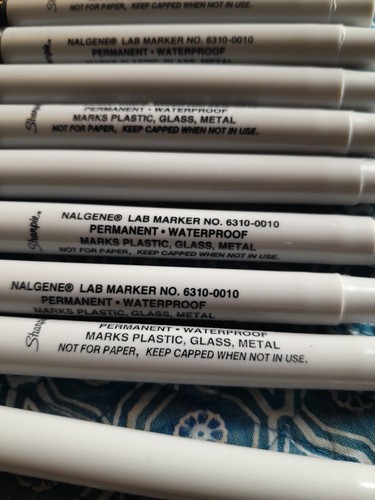 NOT FOR PAPER, KEEP CAPPED WHEN NOT IN USE.
Sharpie
NALGENE® LAB MARKER NO. 6310-0010
PERMANENT • WATERPROOF
Sharpie
PERMANENT • WATERPROOF
MARKS PLASTIC, GLASS, METAL
NOT FOR PAPER, KEEP CAPPED WHEN NOT IN USE.
Sharpie
NALGENE® LAB MARKER NO. 6310-0010
PERMANENT • WATERPROOF
MARKS PLASTIC, GLASS, METAL
NOT FOR PAPER, KEEP CAPPED WHEN NOT IN USE.
NALGENE® LAB MARKER NO. 6310-0010
PERMANENT • WATERPROOF
MARKS PLASTIC, GLASS, METAL
Sharpie
PERMANENT • WATERPROOF
MARKS PLASTIC, GLASS, METAL
NOT FOR PAPER, KEEP CAPPED WHEN NOT IN USE.